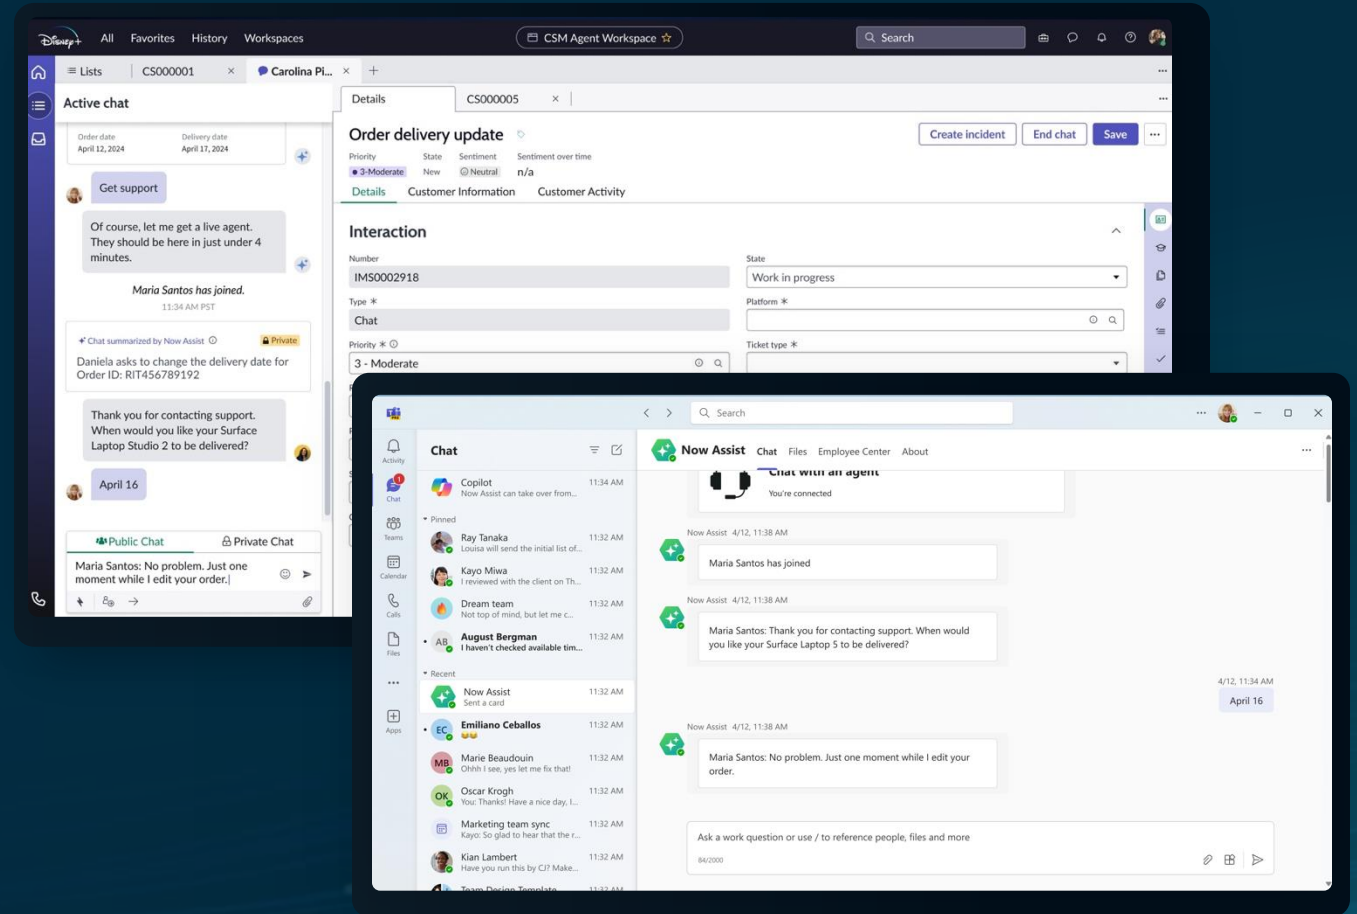 Disney+ All Favorites History Workspaces
CSM Agent Workspace
Search
Lists
CS000001
Carolina Pi...
Active chat
Order date
April 12, 2024
Delivery date
April 17, 2024
Get support
Of course, let me get a live agent.
They should be here in just under 4
minutes.
Maria Santos has joined.
11:34 AM PST
Chat summarized by Now Assist
Private
Daniela asks to change the delivery date for
Order ID: RIT456789192
Thank you for contacting support.
When would you like your Surface
Laptop Studio 2 to be delivered?
April 16
Public Chat
Private Chat
Maria Santos: No problem. Just one
moment while I edit your order.
Details
CS000005
Order delivery update
Create incident
End chat
Save
Priority
State
Sentiment
Sentiment over time
3-Moderate
New
Neutral
n/a
Details
Customer Information
Customer Activity
Interaction
Number
IMS0002918
State
Work in progress
Type *
Chat
Platform *
Priority *
3 - Moderate
Ticket type *
Search
Activity
Chat
1
Teams
Calendar
Calls
Files
Apps
Chat
Copilot 11:34 AM
Now Assist can take over from...
Pinned
Ray Tanaka 11:32 AM
Louisa will send the initial list of...
Kayo Miwa 11:32 AM
I reviewed with the client on Th...
Dream team 11:32 AM
Not top of mind, but let me c...
AB
August Bergman 11:32 AM
I haven't checked available tim...
Recent
Now Assist 11:32 AM
Sent a card
EC
Emiliano Ceballos 11:32 AM
MB
Marie Beaudouin 11:32 AM
Ohhh I see, yes let me fix that!
OK
Oscar Krogh 11:32 AM
You: Thanks! Have a nice day, I...
Marketing team sync 11:32 AM
Kayo: So glad to hear that the r...
Kian Lambert 11:32 AM
Have you run this by CJ? Make...
Team Design Template 11:32 AM
Now Assist
Chat
Files
Employee Center
About
Chat with an agent
You're connected
Now Assist 4/12, 11:38 AM
Maria Santos has joined
Now Assist 4/12, 11:38 AM
Maria Santos: Thank you for contacting support. When would
you like your Surface Laptop 5 to be delivered?
4/12, 11:34 AM
April 16
Now Assist 4/12, 11:38 AM
Maria Santos: No problem. Just one moment while I edit your
order.
Ask a work question or use / to reference people, files and more
84/2000